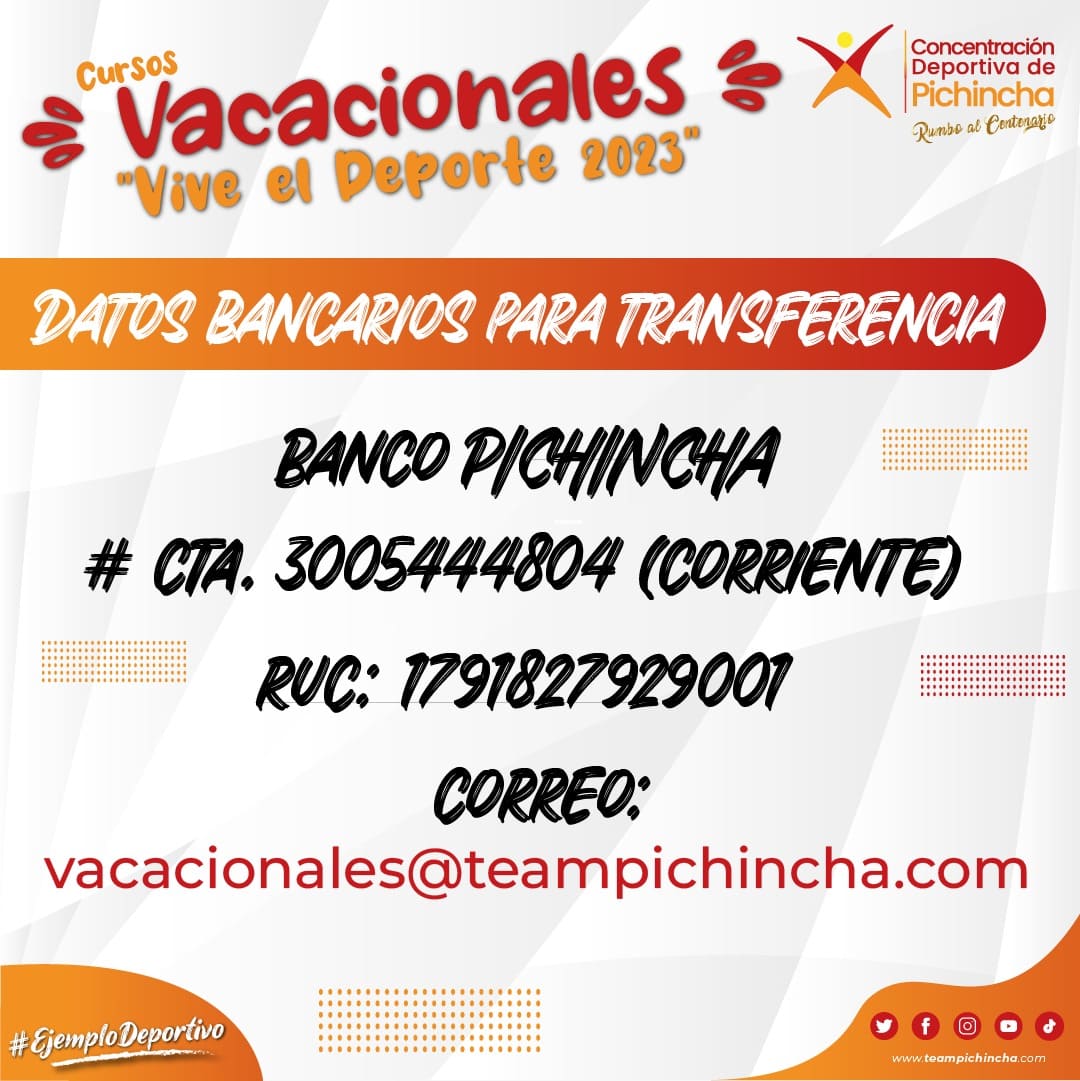 Cursos
Vacacionales
"Vive el Deporte 2023"
Concentración
Deportiva de
Pichincha
Rumbo al Centenario
DATOS BANCARIOS PARA TRANSFERENCIA
BANCO PICHINCHA
# CTA. 3005444804 (CORRIENTE)
RUC: 1791827929001
CORREO:
vacacionales@teampichincha.com
#EjemploDeportivo
www.teampichincha.com